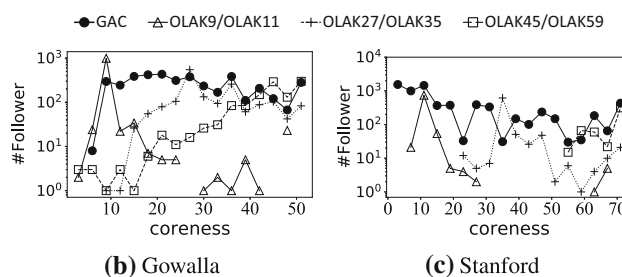 GAC OLAK9/OLAK11 OLAK27/OLAK35 OLAK45/OLAK59
#Follower
10³
10²
10¹
10⁰
10 20 30 40 50
coreness
(b) Gowalla
#Follower
10⁴
10³
10²
10¹
10⁰
0 10 20 30 40 50 60 70
coreness
(c) Stanford